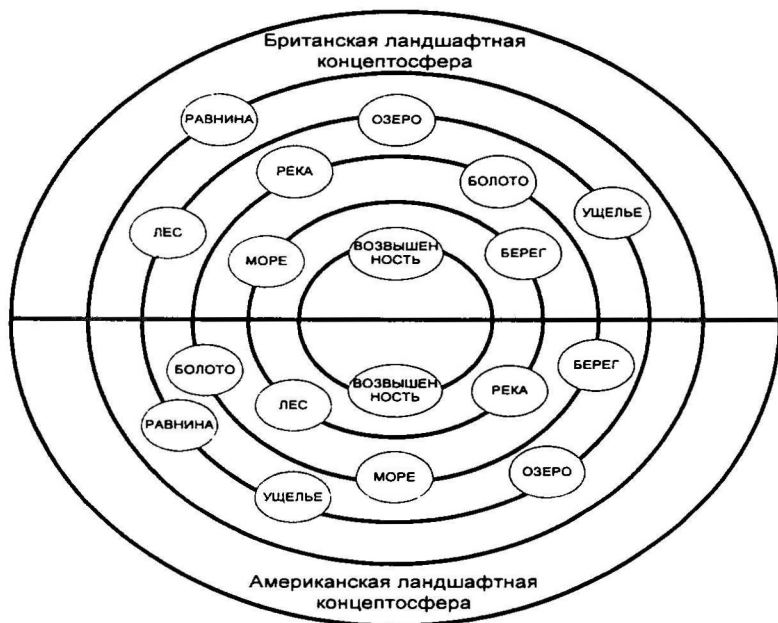 Британская ландшафтная
концептосфера
РАВНИНА
ОЗЕРО
РЕКА
БОЛОТО
УЩЕЛЬЕ
ЛЕС
МОРЕ
ВОЗВЫШЕН
НОСТЬ
БЕРЕГ
БОЛОТО
ВОЗВЫШЕН
НОСТЬ
БЕРЕГ
ЛЕС
РЕКА
РАВНИНА
УЩЕЛЬЕ
МОРЕ
ОЗЕРО
Американская ландшафтная
концептосфера